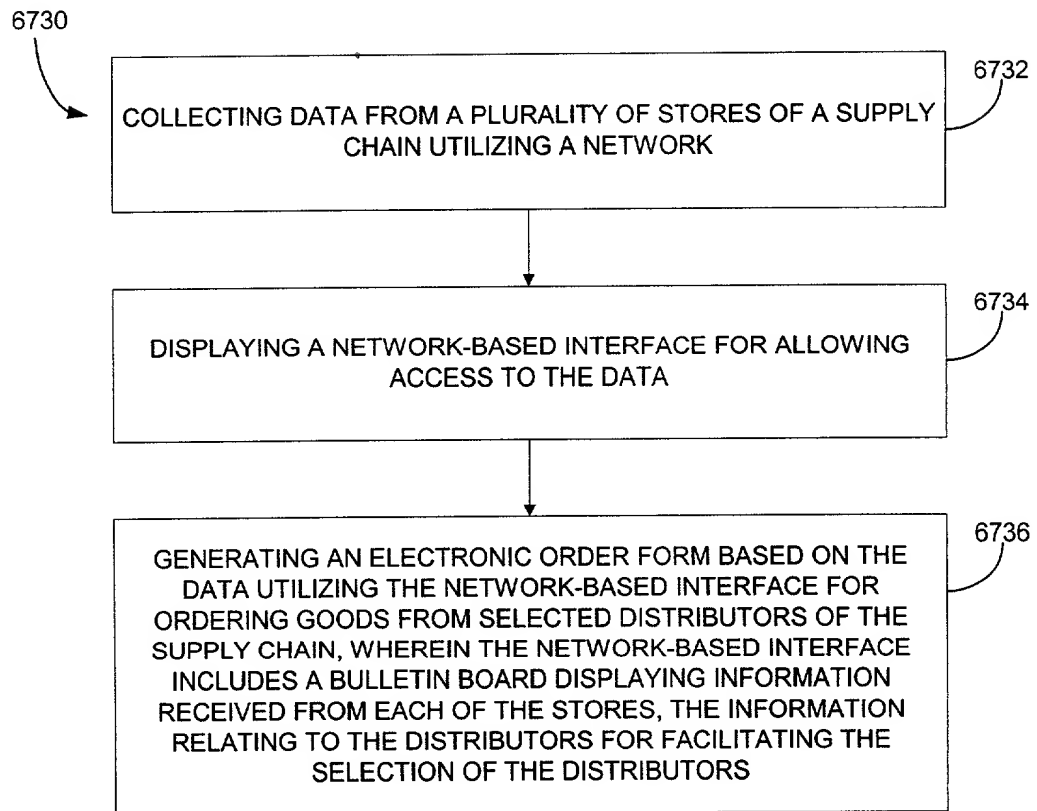 6730
6732
COLLECTING DATA FROM A PLURALITY OF STORES OF A SUPPLY
CHAIN UTILIZING A NETWORK
6734
DISPLAYING A NETWORK-BASED INTERFACE FOR ALLOWING
ACCESS TO THE DATA
6736
GENERATING AN ELECTRONIC ORDER FORM BASED ON THE
DATA UTILIZING THE NETWORK-BASED INTERFACE FOR
ORDERING GOODS FROM SELECTED DISTRIBUTORS OF THE
SUPPLY CHAIN, WHEREIN THE NETWORK-BASED INTERFACE
INCLUDES A BULLETIN BOARD DISPLAYING INFORMATION
RECEIVED FROM EACH OF THE STORES, THE INFORMATION
RELATING TO THE DISTRIBUTORS FOR FACILITATING THE
SELECTION OF THE DISTRIBUTORS